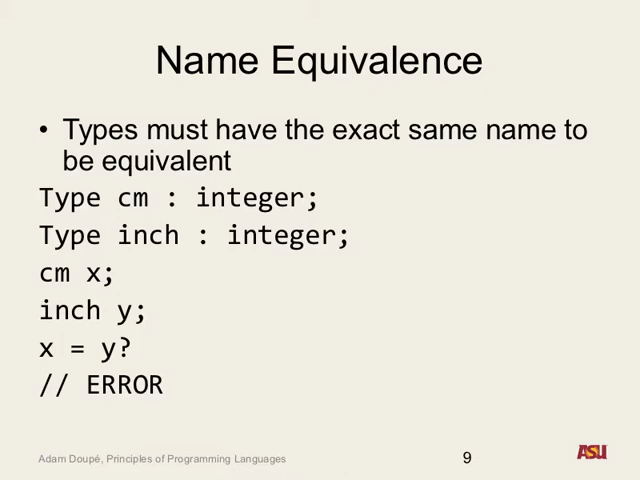 Name Equivalence
• Types must have the exact same name to
be equivalent
Type cm : integer;
Type inch : integer;
cm x;
inch y;
x = y?
// ERROR
Adam Doupé, Principles of Programming Languages
9
ASU